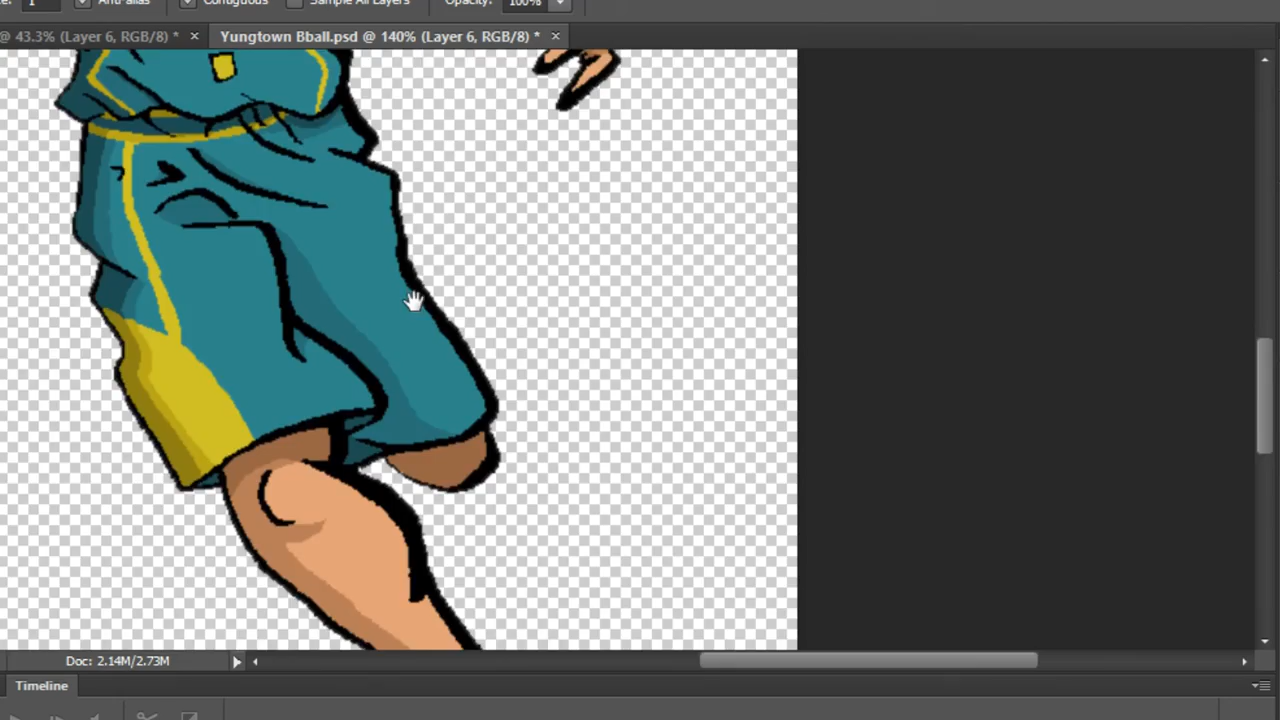 1 Anti-alias Contiguous Sample All Layers Opacity: 100%
@ 43.3% (Layer 6, RGB/8) * × Yungtown Bball.psd @ 140% (Layer 6, RGB/8) * ×
Doc: 2.14M/2.73M
Timeline